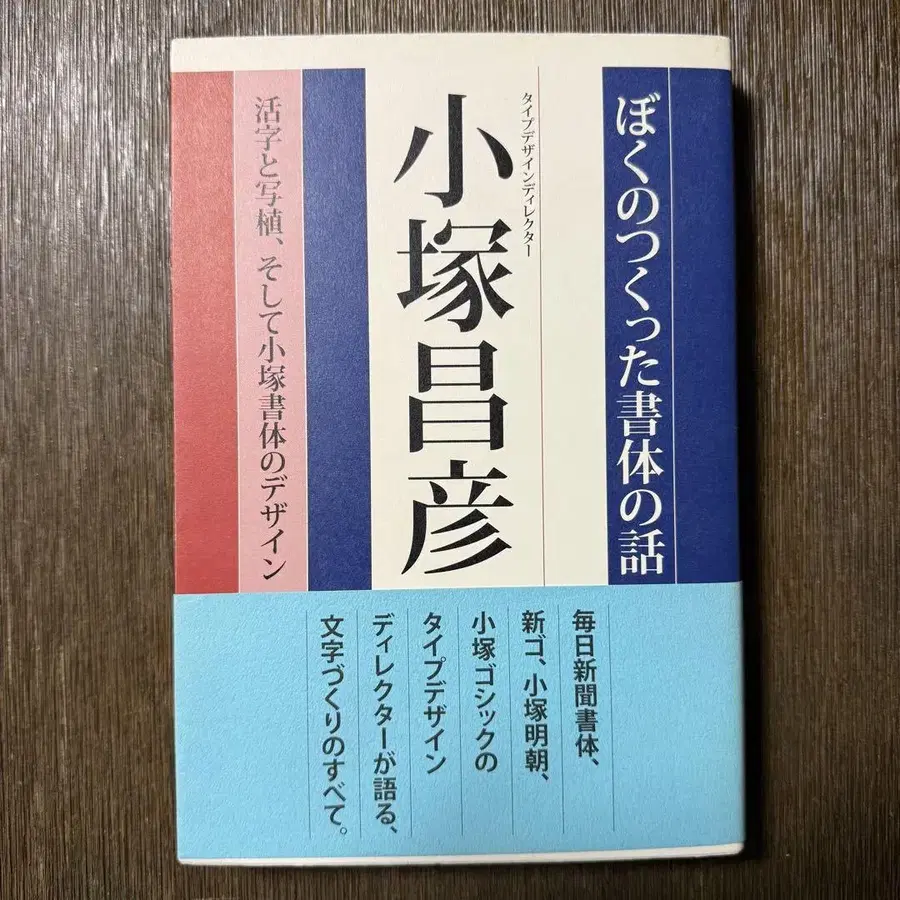 ぼくのつくった書体の話
タイプデザインディレクター
小塚昌彦
活字と写植、そして小塚書体のデザイン
毎日新聞書体、
新ゴ、小塚明朝、
小塚ゴシックの
タイプデザイン
ディレクターが語る、
文字づくりのすべて。